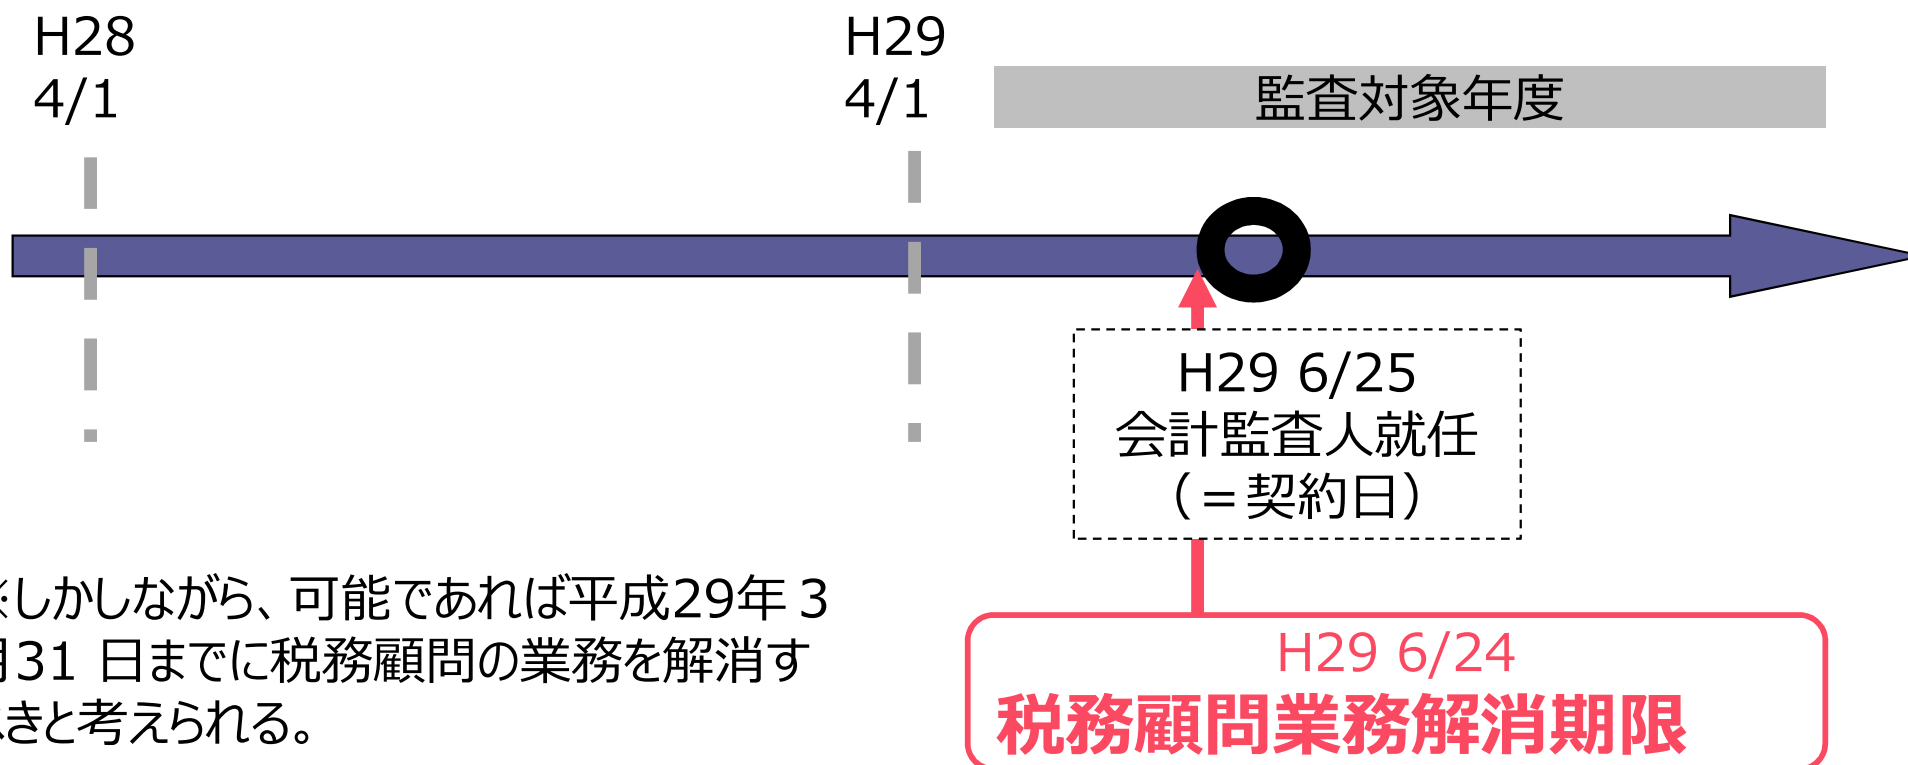 H28
4/1
H29
4/1
監査対象年度
H29 6/25
会計監査人就任
（＝契約日）
※しかしながら、可能であれば平成29年３
月31 日までに税務顧問の業務を解消す
べきと考えられる。
H29 6/24
税務顧問業務解消期限